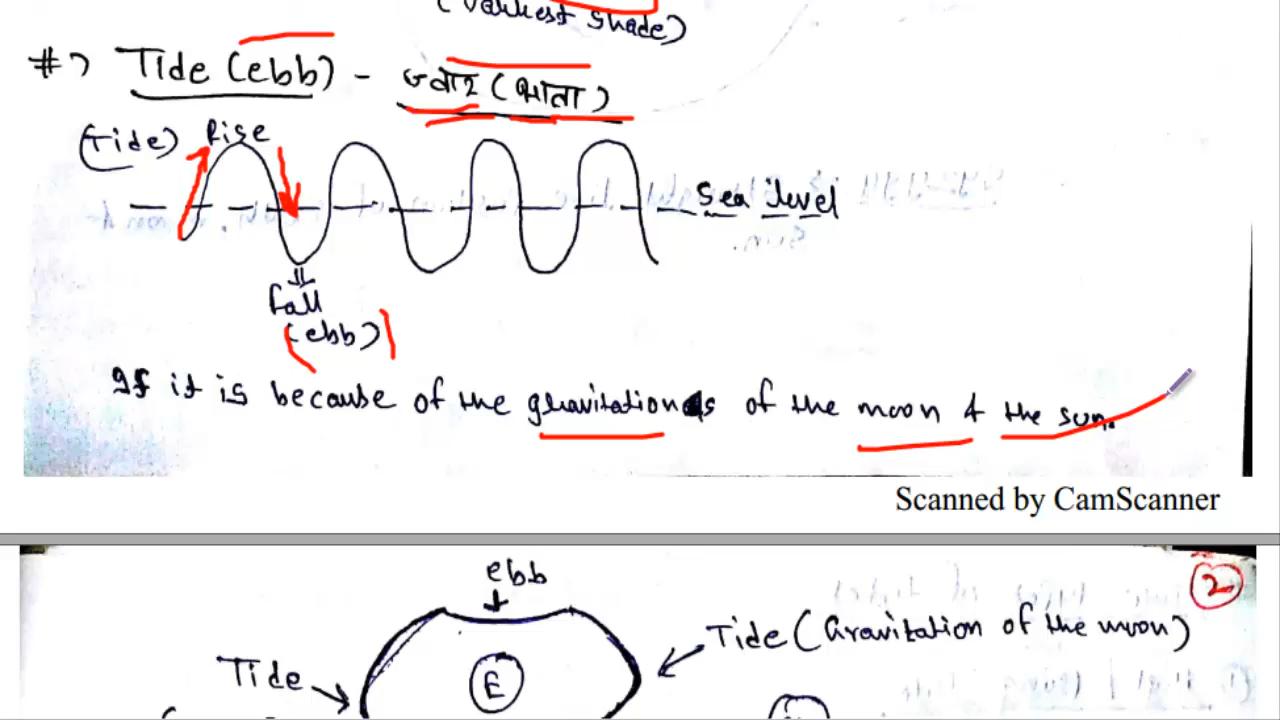 (Darkest Shade)
#→ Tide (ebb) - ज्वार (भाता)
(Tide) Rise
Sea level
fall
(ebb)
If it is because of the gravitations of the moon & the sun.
Scanned by CamScanner
ebb
2
Tide (Gravitation of the moon)
Tide
E